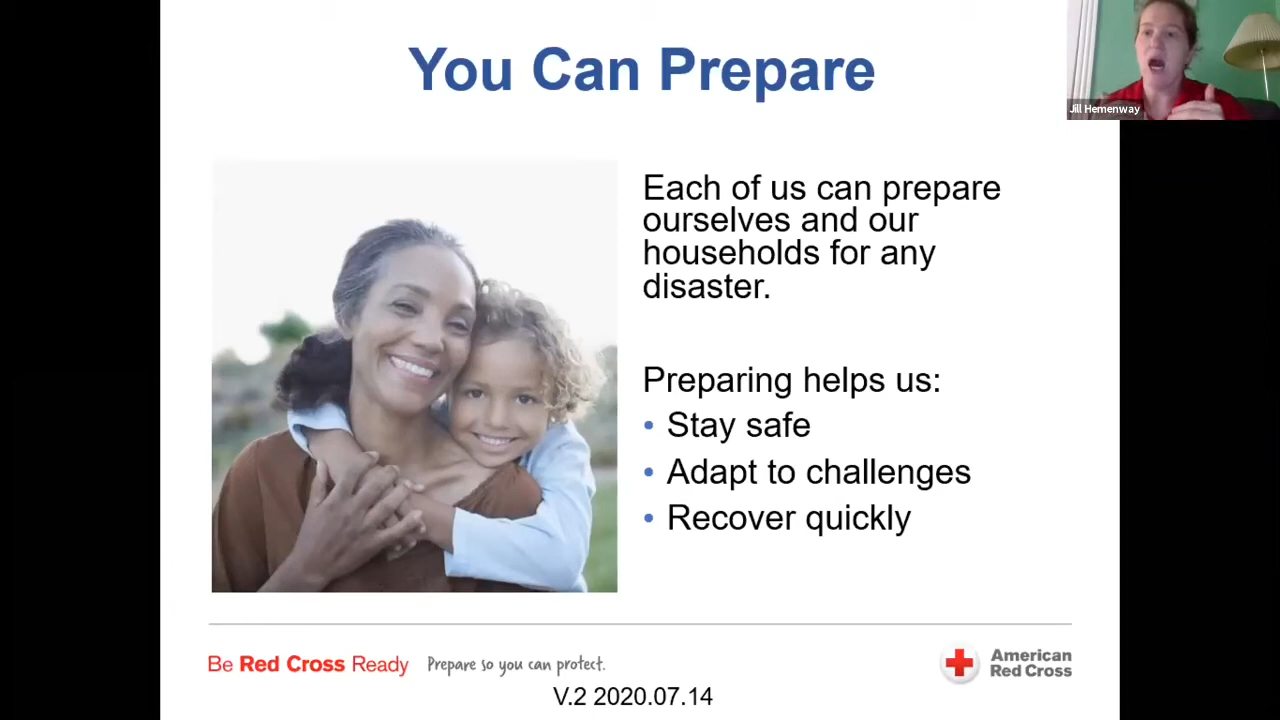 You Can Prepare
Jill Hemenway
Each of us can prepare
ourselves and our
households for any
disaster.
Preparing helps us:
• Stay safe
• Adapt to challenges
• Recover quickly
Be Red Cross Ready
Prepare so you can protect.
American
Red Cross
V.2 2020.07.14